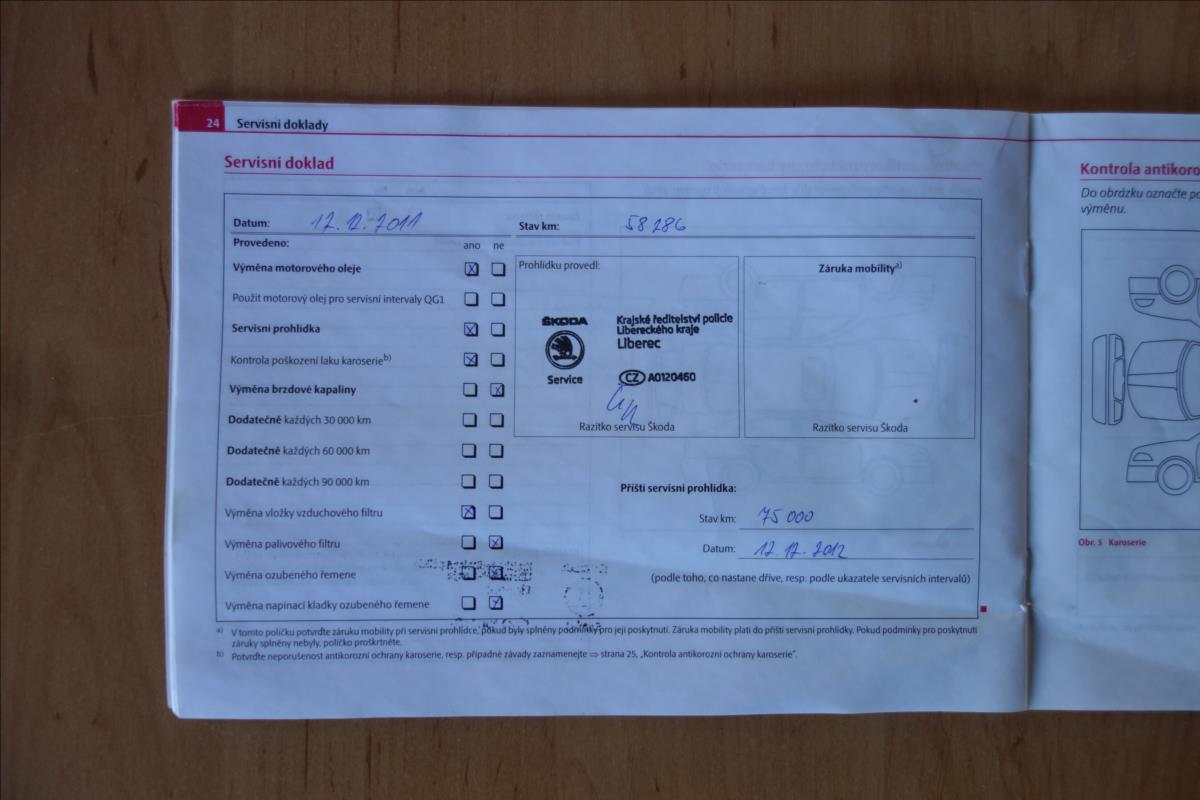 24 Servisní doklady
Servisní doklad
Datum: 12.12.2011 Stav km: 58 286
Provedeno: ano ne
Výměna motorového oleje
Použit motorový olej pro servisní intervaly QG1
Servisní prohlídka
Kontrola poškození laku karoserie b)
Výměna brzdové kapaliny
Dodatečně každých 30 000 km
Dodatečně každých 60 000 km
Dodatečně každých 90 000 km
Výměna vložky vzduchového filtru
Výměna palivového filtru
Výměna ozubeného řemene
Výměna napínací kladky ozubeného řemene
Prohlídku provedl:
ŠKODA
Service
Krajské ředitelství policie
Libereckého kraje
Liberec
CZ A0120460
Razítko servisu Škoda
Záruka mobility a)
Razítko servisu Škoda
Příští servisní prohlídka:
Stav km: 75 000
Datum: 12.12.2012
(podle toho, co nastane dříve, resp. podle ukazatele servisních intervalů)
a) V tomto políčku potvrďte záruku mobility při servisní prohlídce, pokud byly splněny podmínky pro její poskytnutí. Záruka mobility platí do příští servisní prohlídky. Pokud podmínky pro poskytnutí
záruky splněny nebyly, políčko proškrtněte.
b) Potvrďte neporušenost antikorozní ochrany karoserie, resp. případné závady zaznamenejte ⇒ strana 25, „Kontrola antikorozní ochrany karoserie“.
Kontrola antikoro
Do obrázku označte po
výměnu.
Obr. 5 Karoserie